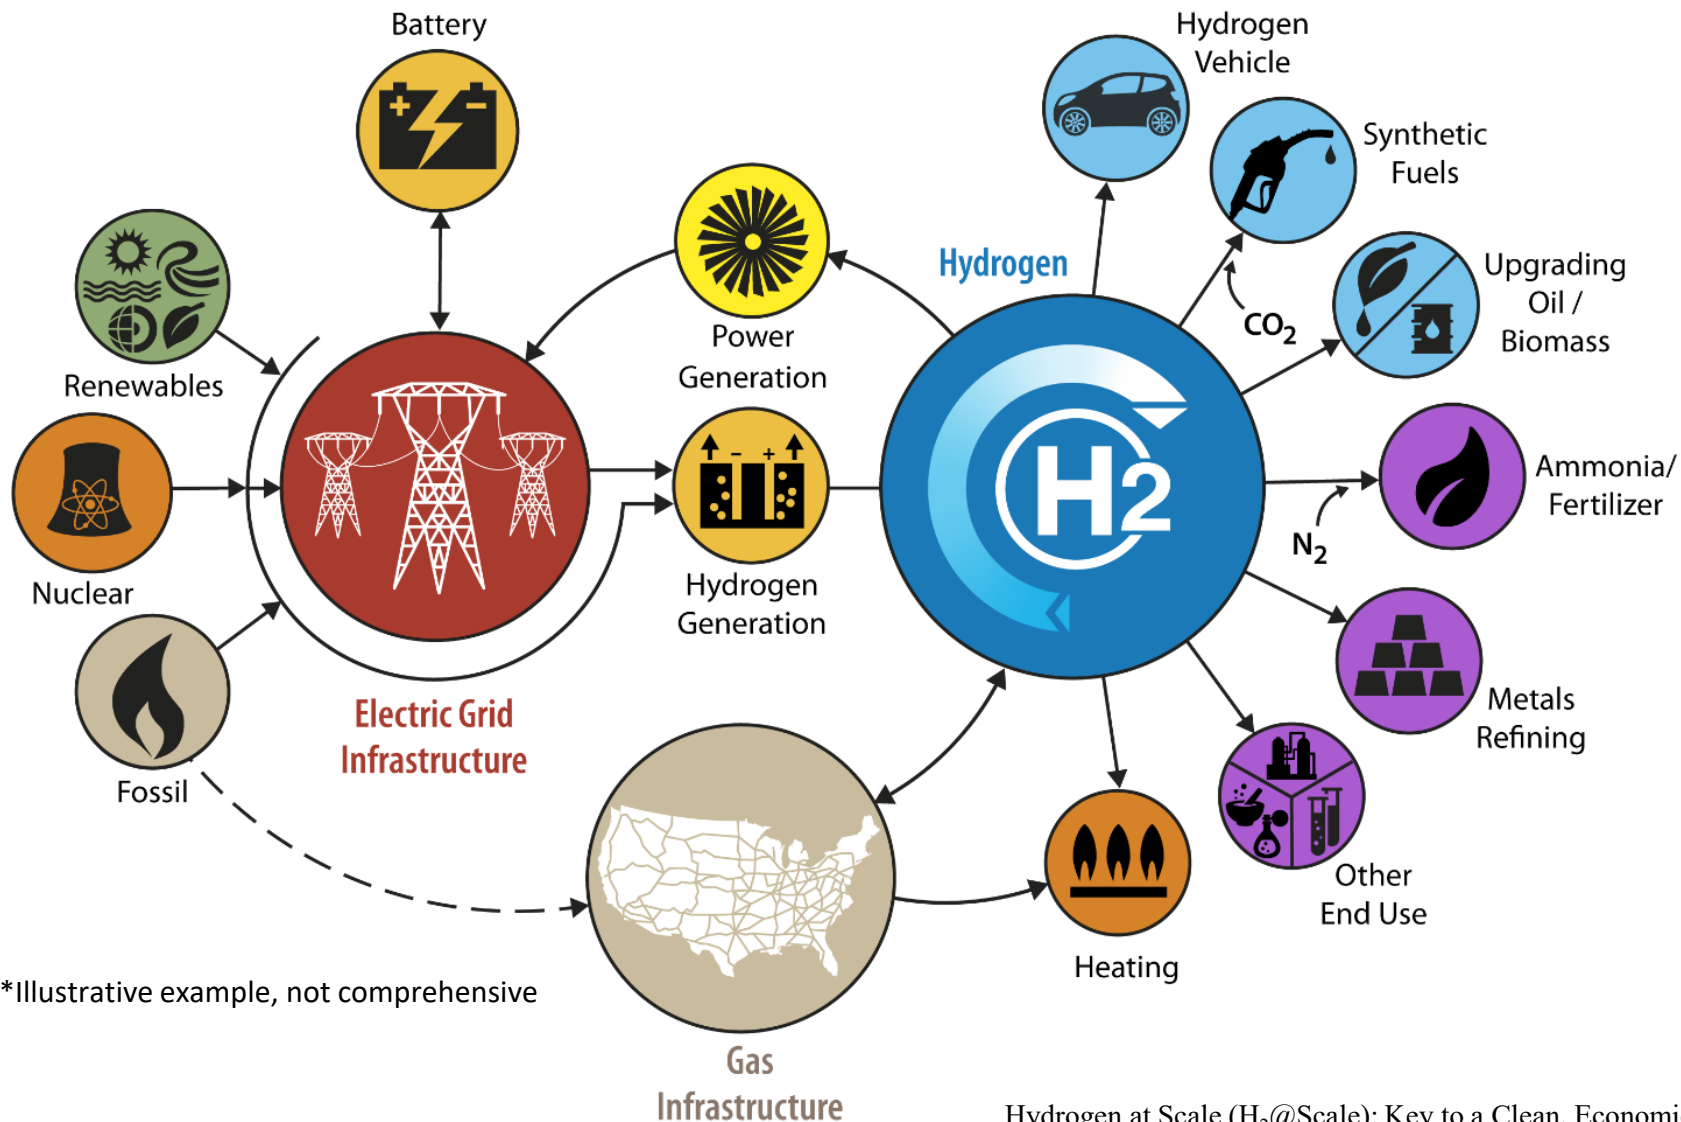 Battery
Hydrogen
Vehicle
Synthetic
Fuels
Hydrogen
Upgrading
Oil /
Biomass
CO2
Power
Generation
Renewables
+ -
- +
H2
Ammonia/
Fertilizer
N2
Nuclear
Hydrogen
Generation
Electric Grid
Infrastructure
Metals
Refining
Fossil
Other
End Use
Heating
*Illustrative example, not comprehensive
Gas
Infrastructure
Hydrogen at Scale (H2@Scale): Key to a Clean, Economi